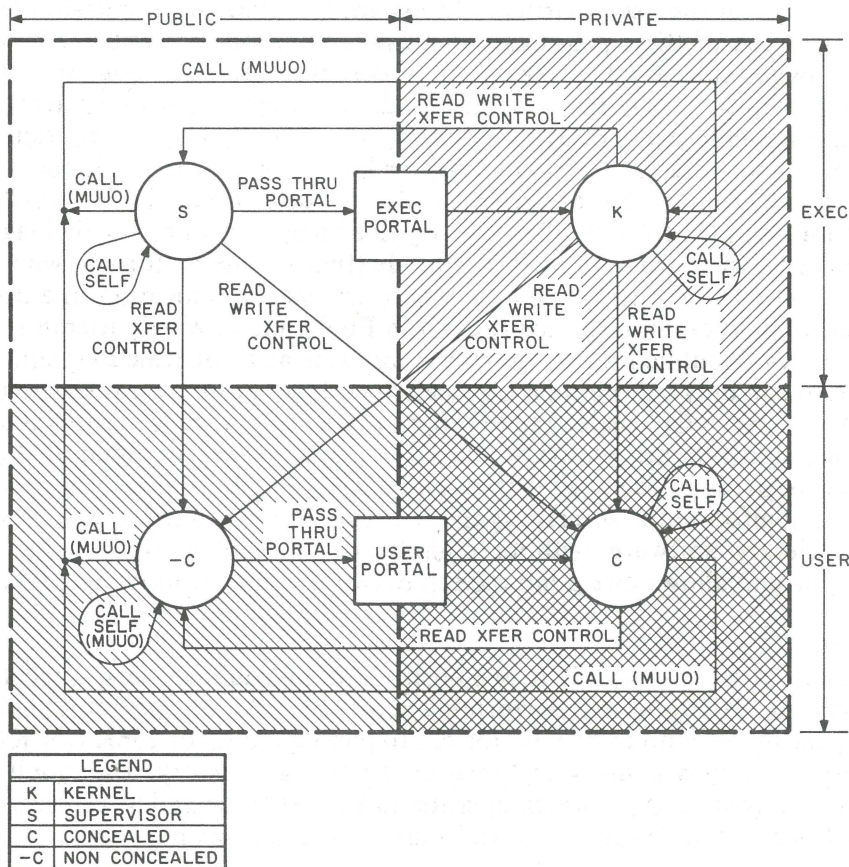 PUBLIC
PRIVATE
CALL (MUUO)
READ WRITE
XFER CONTROL
CALL
(MUUO)
S
PASS THRU
PORTAL
EXEC
PORTAL
K
EXEC
CALL
SELF
READ
XFER
CONTROL
READ
WRITE
XFER
CONTROL
READ
WRITE
XFER
CONTROL
READ
WRITE
XFER
CONTROL
CALL
SELF
CALL
(MUUO)
-C
PASS
THRU
PORTAL
USER
PORTAL
C
CALL
SELF
USER
CALL
SELF
(MUUO)
READ XFER CONTROL
CALL (MUUO)
LEGEND
K KERNEL
S SUPERVISOR
C CONCEALED
-C NON CONCEALED